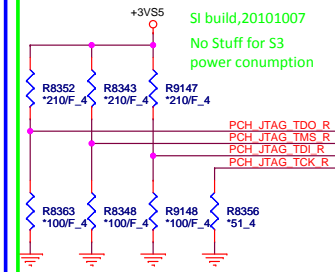 +3VS5
SI build,20101007
No Stuff for S3
power conumption
R8352
*210/F_4
R8343
*210/F_4
R9147
*210/F_4
PCH_JTAG_TDO_R
PCH_JTAG_TMS_R
PCH_JTAG_TDI_R
PCH_JTAG_TCK_R
R8363
*100/F_4
R8348
*100/F_4
R9148
*100/F_4
R8356
*51_4